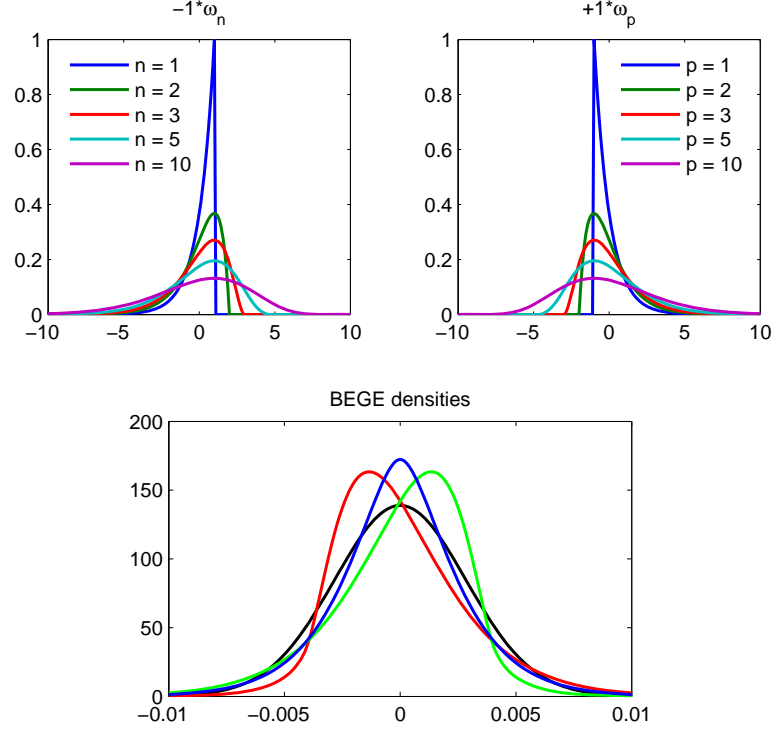 −1*ωn
1
0.8
0.6
0.4
0.2
0
−10
−5
0
5
10
n = 1
n = 2
n = 3
n = 5
n = 10
+1*ωp
1
0.8
0.6
0.4
0.2
0
−10
−5
0
5
10
p = 1
p = 2
p = 3
p = 5
p = 10
BEGE densities
200
150
100
50
0
−0.01
−0.005
0
0.005
0.01